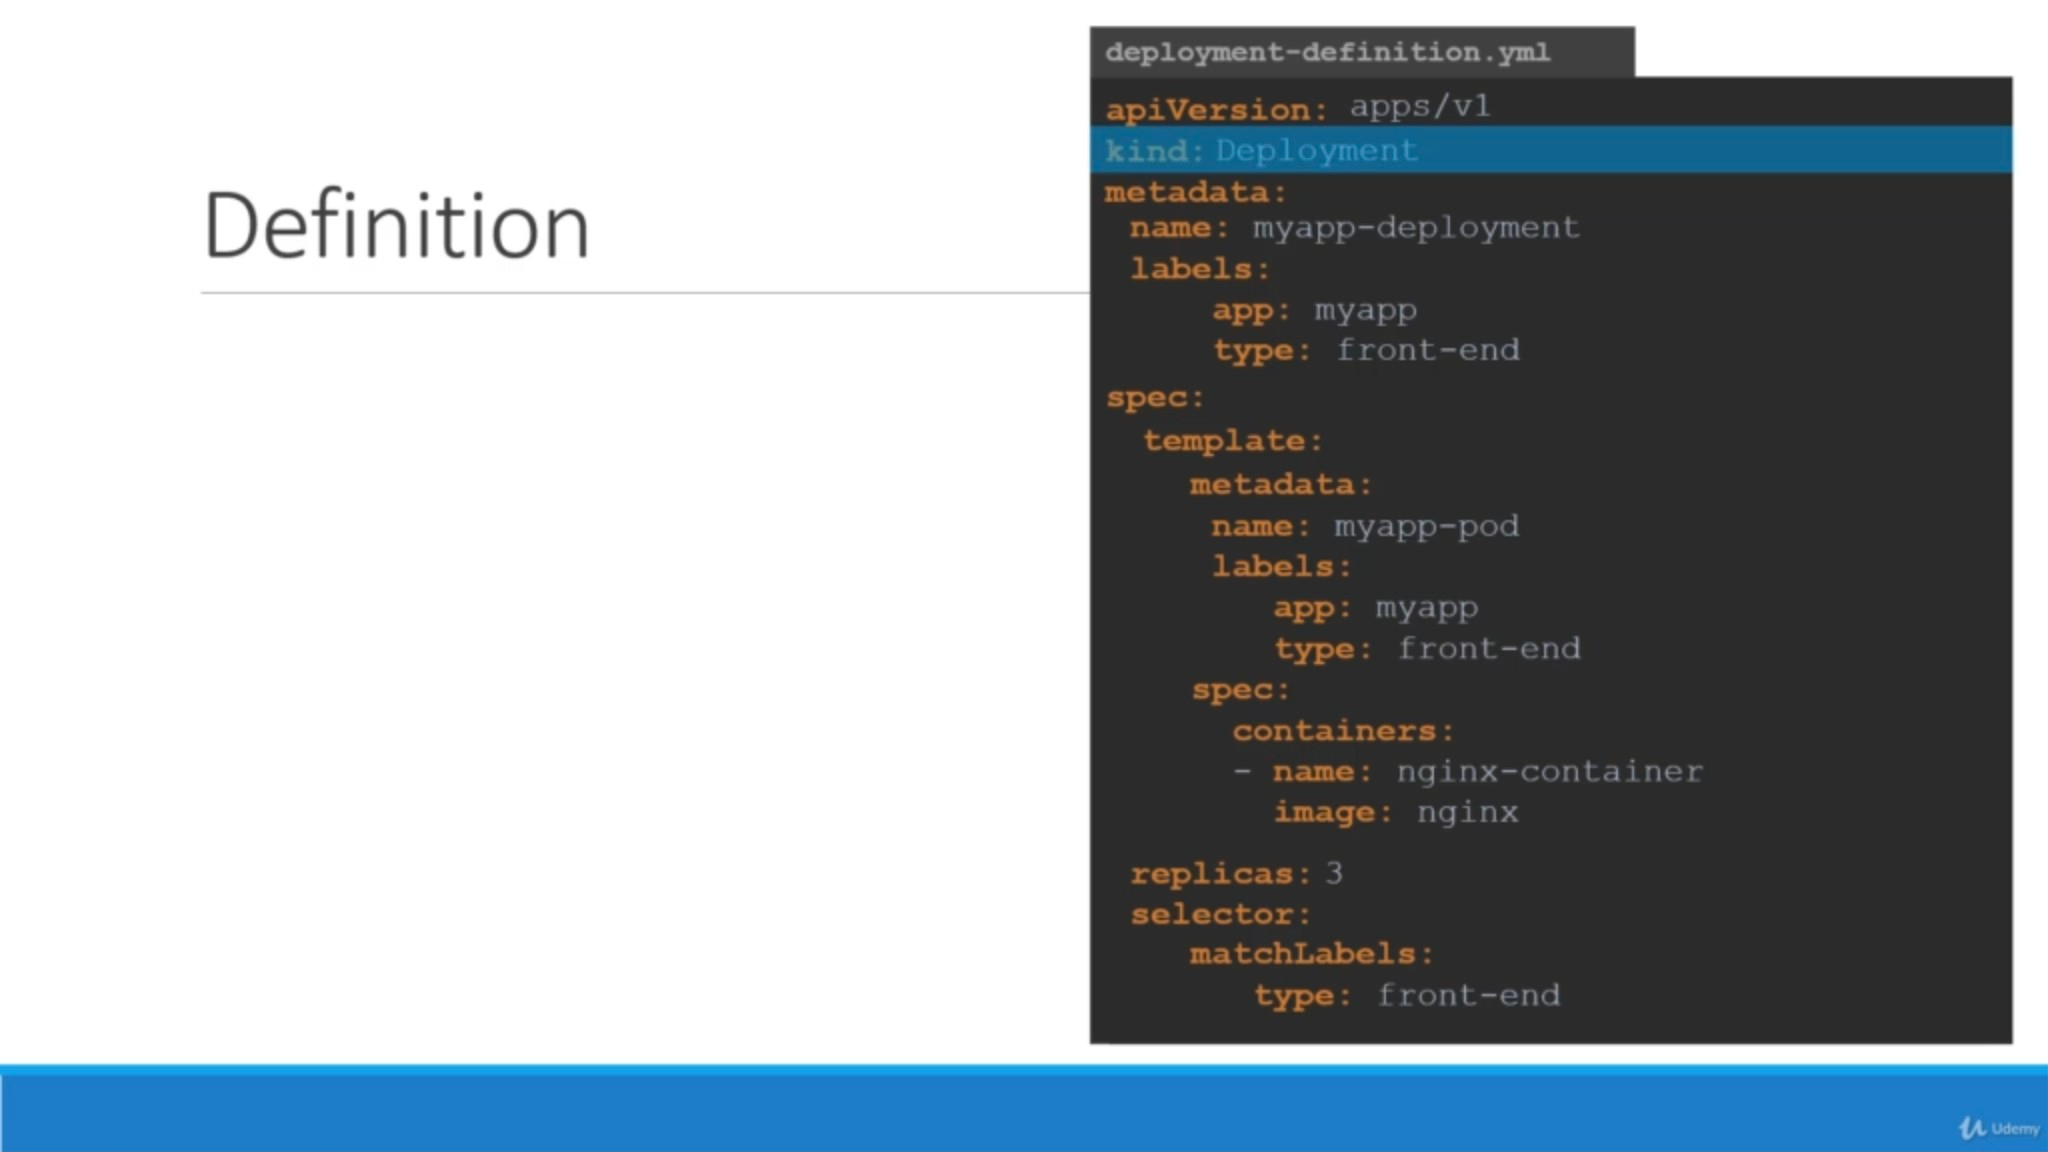 Definition
deployment-definition.yml
apiVersion: apps/v1
kind: Deployment
metadata:
name: myapp-deployment
labels:
app: myapp
type: front-end
spec:
template:
metadata:
name: myapp-pod
labels:
app: myapp
type: front-end
spec:
containers:
- name: nginx-container
image: nginx
replicas: 3
selector:
matchLabels:
type: front-end
Udemy